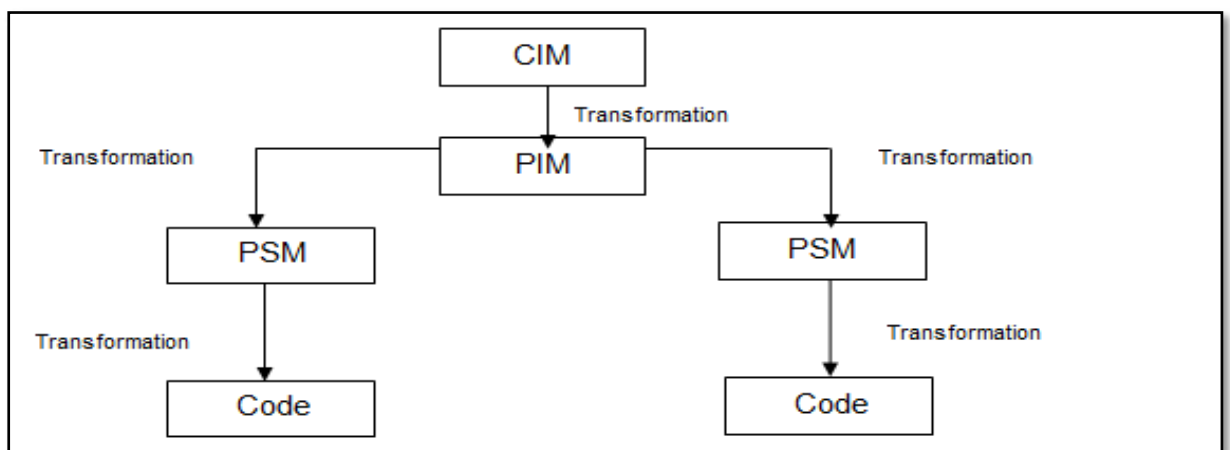 CIM
Transformation
Transformation
PIM
Transformation
PSM
PSM
Transformation
Transformation
Code
Code